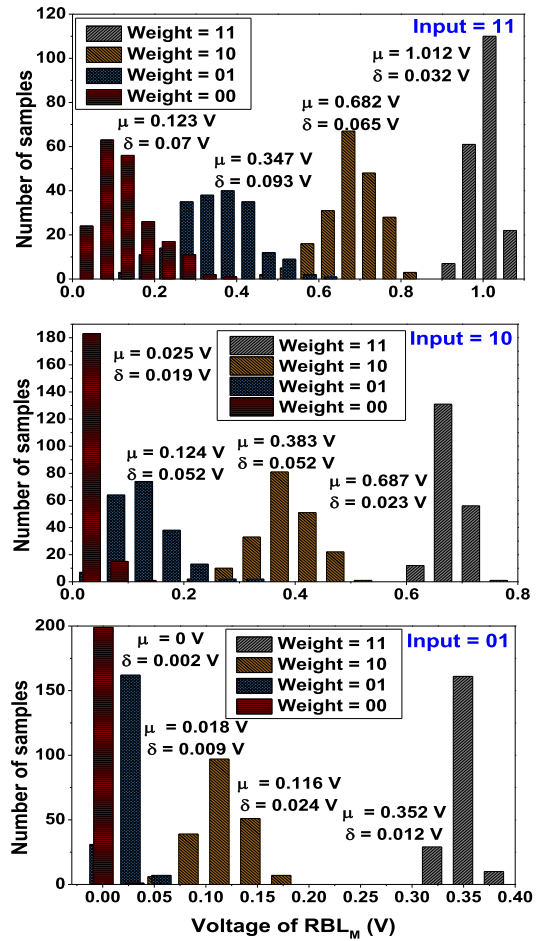 Input = 11
Weight = 11
Weight = 10
Weight = 01
Weight = 00
μ = 1.012 V
δ = 0.032 V
μ = 0.682 V
δ = 0.065 V
μ = 0.123 V
δ = 0.07 V
μ = 0.347 V
δ = 0.093 V
Number of samples
120
100
80
60
40
20
0
0.0 0.2 0.4 0.6 0.8 1.0
Input = 10
Weight = 11
Weight = 10
Weight = 01
Weight = 00
μ = 0.025 V
δ = 0.019 V
μ = 0.124 V
δ = 0.052 V
μ = 0.383 V
δ = 0.052 V
μ = 0.687 V
δ = 0.023 V
Number of samples
180
160
140
120
100
80
60
40
20
0
0.0 0.2 0.4 0.6 0.8
Input = 01
Weight = 11
Weight = 10
Weight = 01
Weight = 00
μ = 0 V
δ = 0.002 V
μ = 0.018 V
δ = 0.009 V
μ = 0.116 V
δ = 0.024 V
μ = 0.352 V
δ = 0.012 V
Number of samples
200
150
100
50
0
0.00 0.05 0.10 0.15 0.20 0.25 0.30 0.35 0.40
Voltage of RBL_M (V)